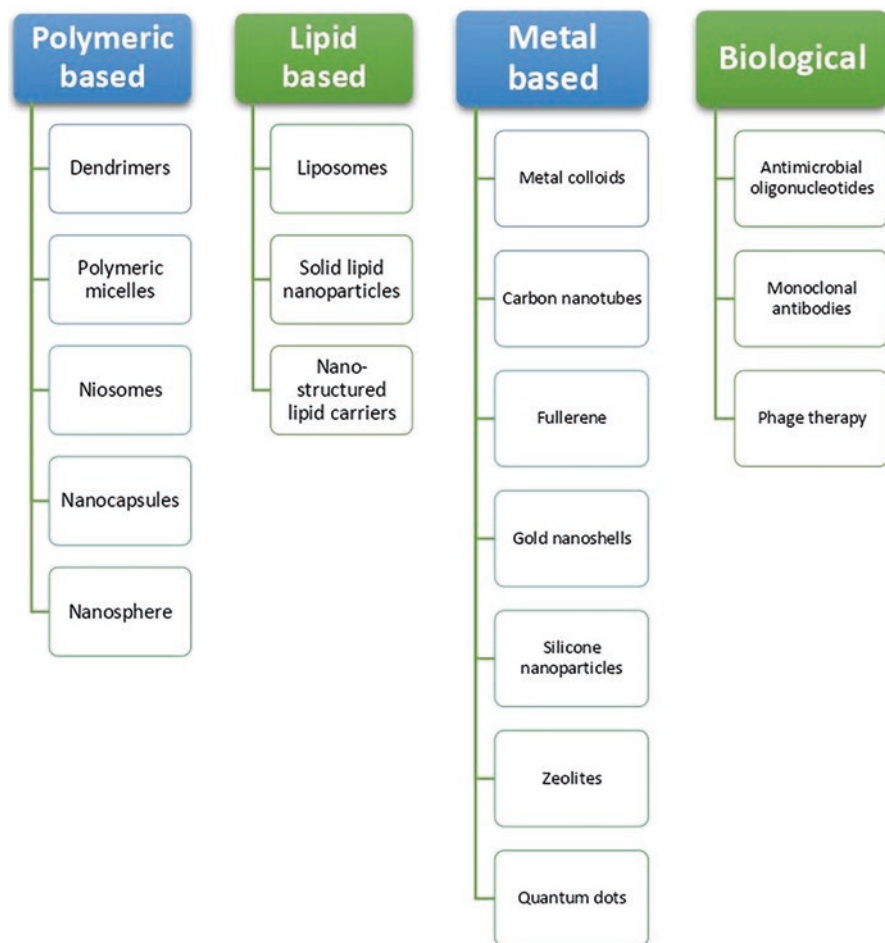 Polymeric
based
Dendrimers
Polymeric
micelles
Niosomes
Nanocapsules
Nanosphere
Lipid
based
Liposomes
Solid lipid
nanoparticles
Nano-
structured
lipid carriers
Metal
based
Metal colloids
Carbon nanotubes
Fullerene
Gold nanoshells
Silicone
nanoparticles
Zeolites
Quantum dots
Biological
Antimicrobial
oligonucleotides
Monoclonal
antibodies
Phage therapy